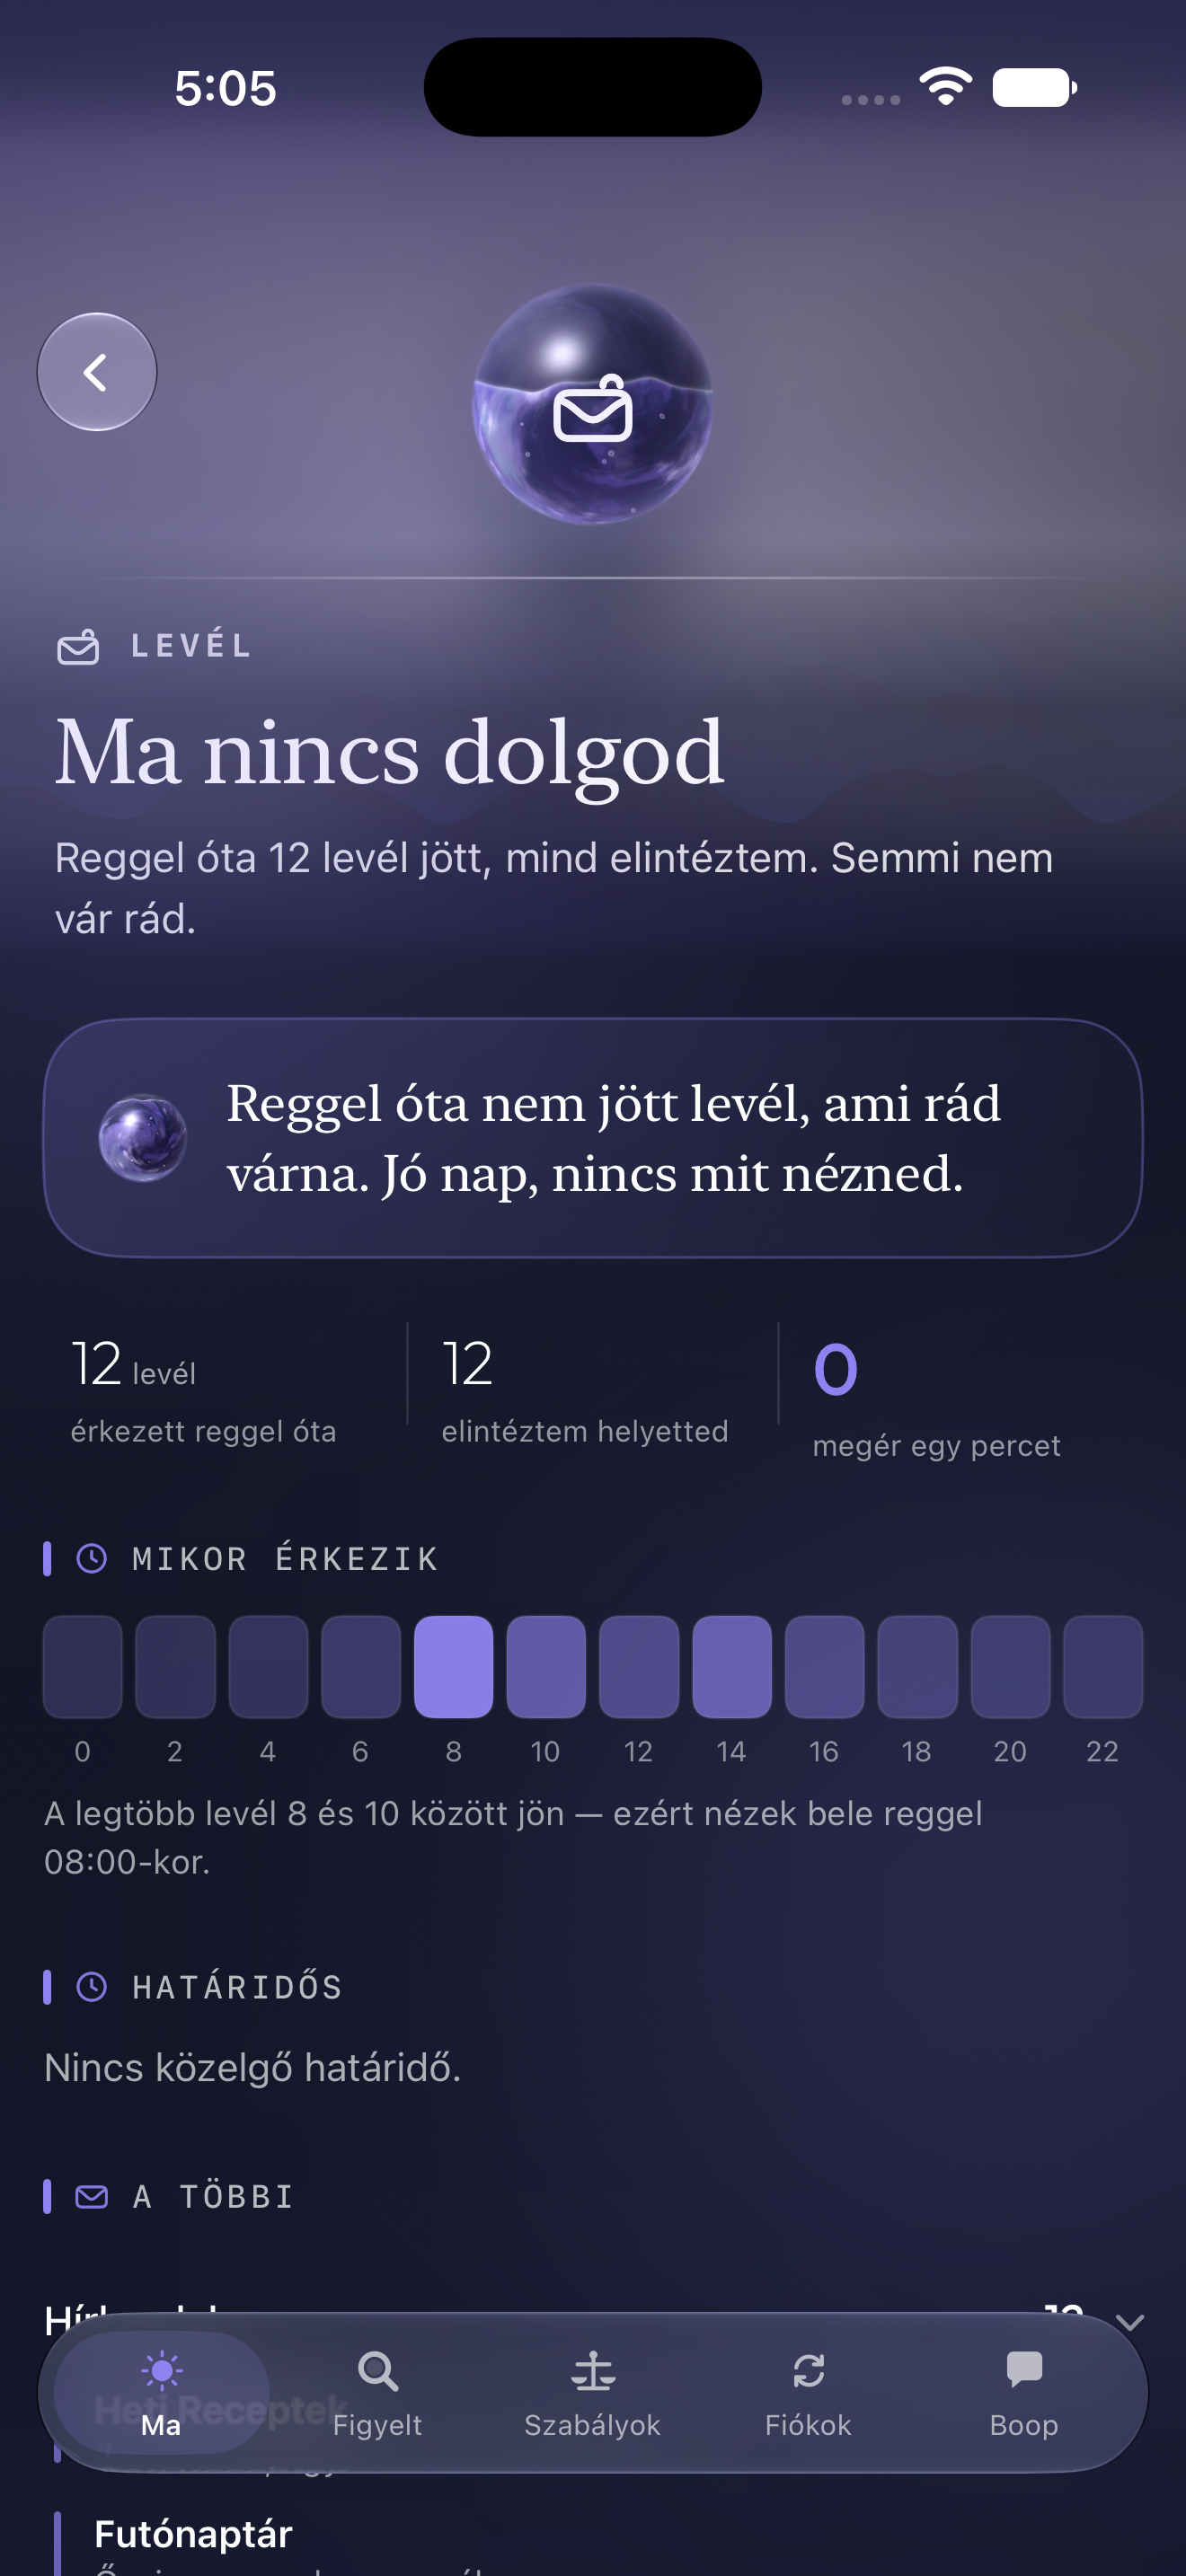 5:05
LEVÉL
Ma nincs dolgod
Reggel óta 12 levél jött, mind elintéztem. Semmi nem
vár rád.
Reggel óta nem jött levél, ami rád
várna. Jó nap, nincs mit nézned.
12 levél
érkezett reggel óta
12
elintéztem helyetted
0
megér egy percet
MIKOR ÉRKEZIK
0 2 4 6 8 10 12 14 16 18 20 22
A legtöbb levél 8 és 10 között jön — ezért nézek bele reggel
08:00-kor.
HATÁRIDŐS
Nincs közelgő határidő.
A TÖBBI
Heti Receptek
Ma Figyelt Szabályok Fiókok Boop
Futónaptár